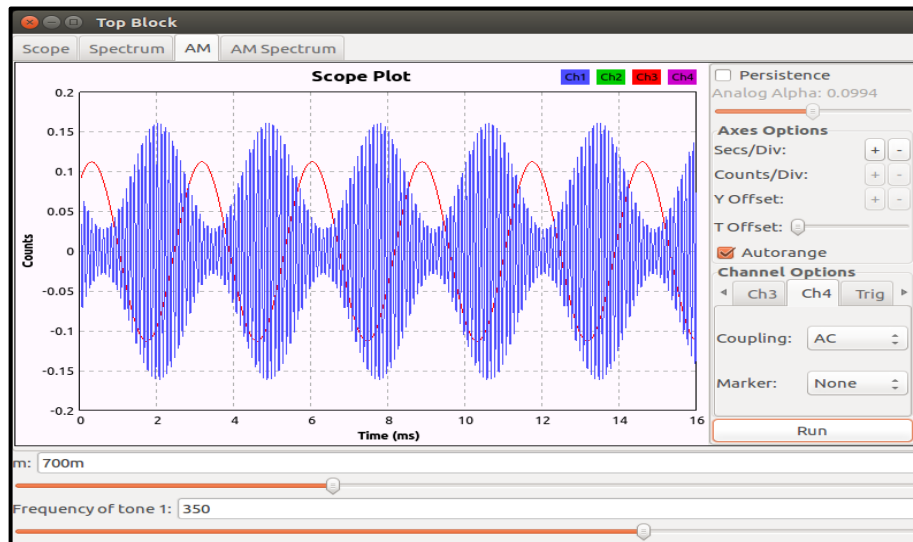 Top Block
Scope Spectrum AM AM Spectrum
Scope Plot
Ch1 Ch2 Ch3 Ch4
0.2
0.15
0.1
0.05
0
-0.05
-0.1
-0.15
-0.2
Counts
0 2 4 6 8 10 12 14 16
Time (ms)
Persistence
Analog Alpha: 0.0994
Axes Options
Secs/Div: + -
Counts/Div: + -
Y Offset: + -
T Offset:
Autorange
Channel Options
Ch3 Ch4 Trig
Coupling: AC
Marker: None
Run
m: 700m
Frequency of tone 1: 350